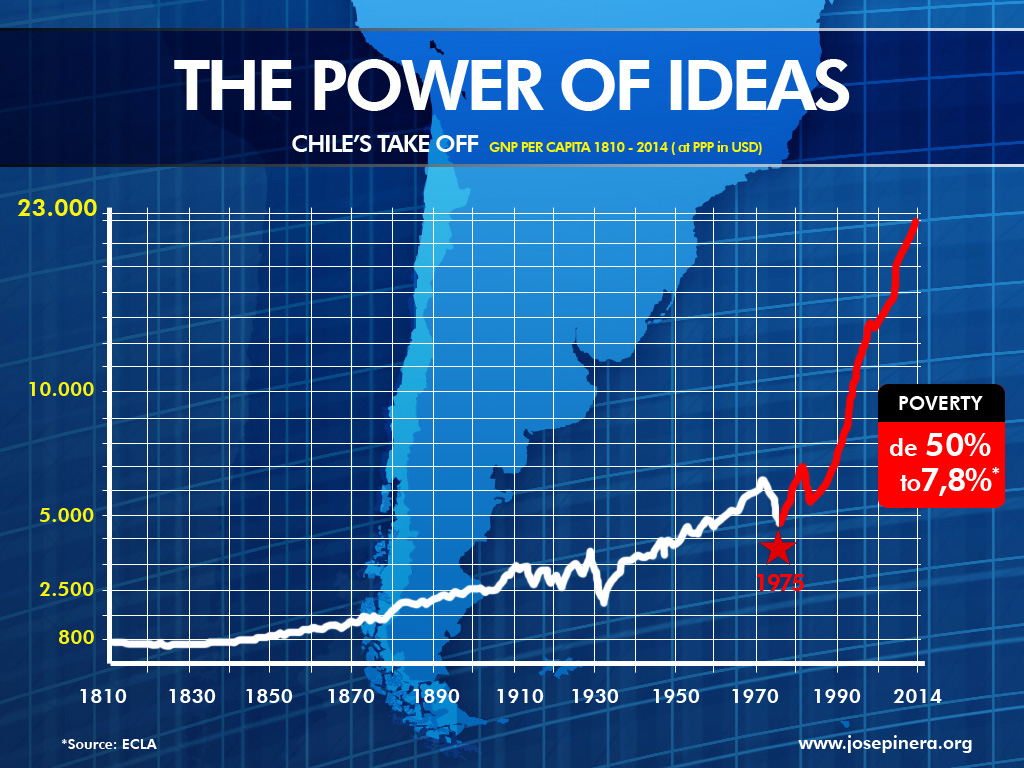 THE POWER OF IDEAS
CHILE'S TAKE OFF GNP PER CAPITA 1810 - 2014 ( at PPP in USD)
23.000
10.000
POVERTY
de 50%
to7,8%*
5.000
1975
2.500
800
1810 1830 1850 1870 1890 1910 1930 1950 1970 1990 2014
*Source: ECLA www.josepinera.org